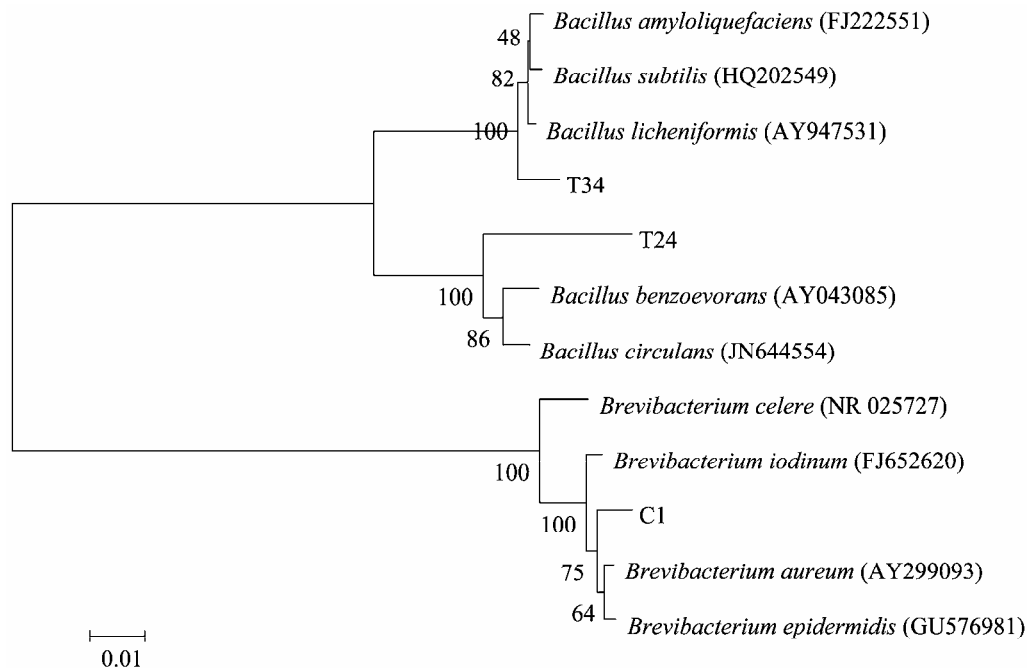 Bacillus amyloliquefaciens (FJ222551)
48
Bacillus subtilis (HQ202549)
82
Bacillus licheniformis (AY947531)
100
T34
T24
Bacillus benzoevorans (AY043085)
100
86
Bacillus circulans (JN644554)
Brevibacterium celere (NR 025727)
100
Brevibacterium iodinum (FJ652620)
C1
100
75
Brevibacterium aureum (AY299093)
64
Brevibacterium epidermidis (GU576981)
0.01